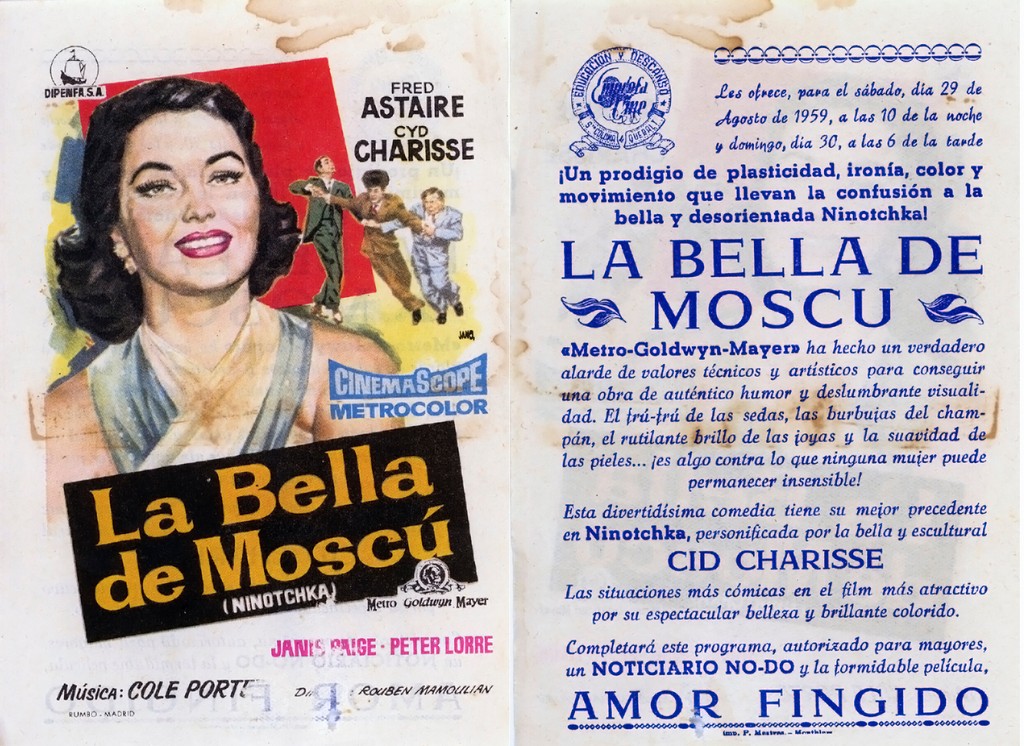 DIPENFA.S.A.
FRED
ASTAIRE
CYD
CHARISSE
JANO.
CINEMASCOPE
METROCOLOR
La Bella
de Moscú
(NINOTCHKA)
Metro Goldwyn Mayer
JANIS PAIGE - PETER LORRE
Música: COLE PORTE
ROUBEN MAMOULIAN
RUMBO - MADRID
EDUCACION Y DESCANSO
Les ofrece, para el sábado, día 29 de
Agosto de 1959, a las 10 de la noche
y domingo, día 30, a las 6 de la tarde
¡Un prodigio de plasticidad, ironía, color y
movimiento que llevan la confusión a la
bella y desorientada Ninotchka!
LA BELLA DE
MOSCU
«Metro-Goldwyn-Mayer» ha hecho un verdadero
alarde de valores técnicos y artísticos para conseguir
una obra de auténtico humor y deslumbrante visuali-
dad. El frú-frú de las sedas, las burbujas del cham-
pán, el rutilante brillo de las joyas y la suavidad de
las pieles... ¡es algo contra lo que ninguna mujer puede
permanecer insensible!
Esta divertidísima comedia tiene su mejor precedente
en Ninotchka, personificada por la bella y escultural
CID CHARISSE
Las situaciones más cómicas en el film más atractivo
por su espectacular belleza y brillante colorido.
Completará este programa, autorizado para mayores,
un NOTICIARIO NO-DO y la formidable película,
AMOR FINGIDO